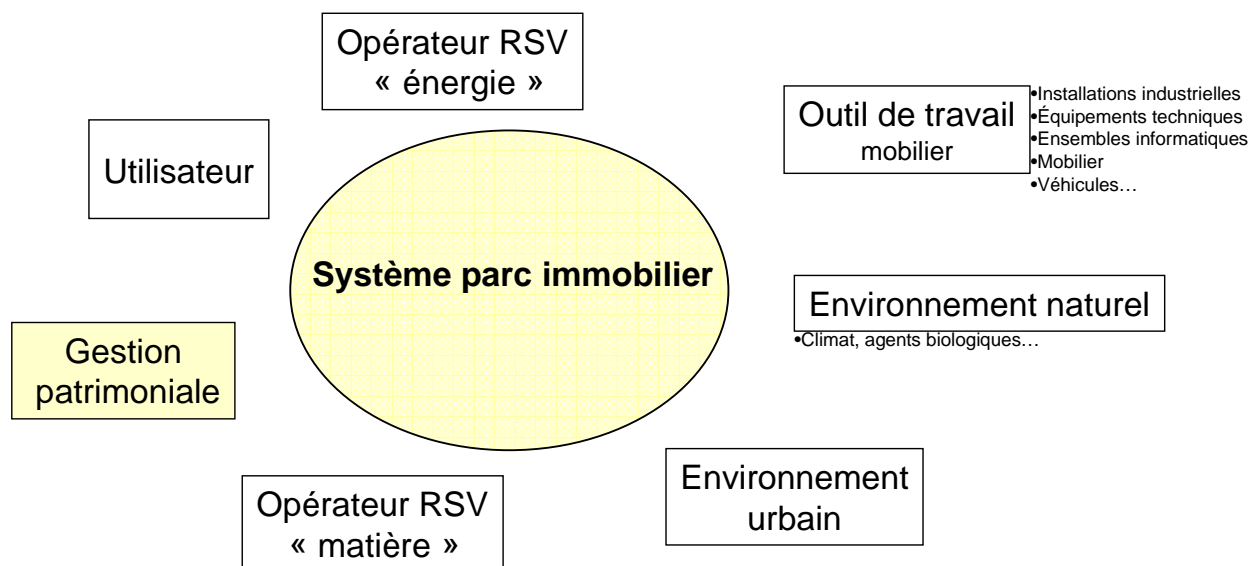 Opérateur RSV
« énergie »
Outil de travail
mobilier
•Installations industrielles
•Équipements techniques
•Ensembles informatiques
•Mobilier
•Véhicules…
Utilisateur
Système parc immobilier
Environnement naturel
•Climat, agents biologiques…
Gestion
patrimoniale
Environnement
urbain
Opérateur RSV
« matière »